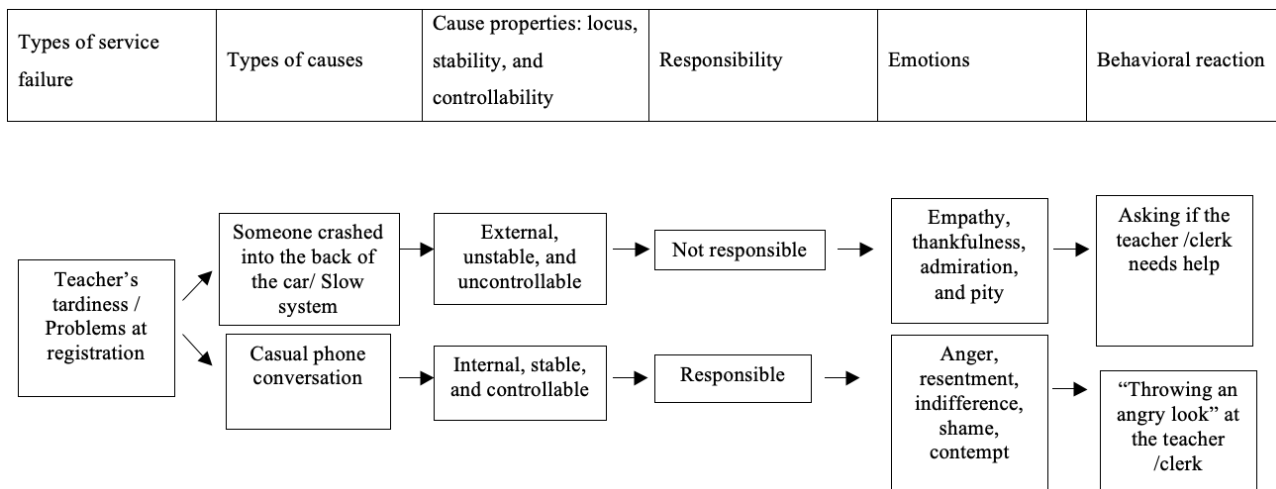 Types of service
failure
Types of causes
Cause properties: locus,
stability, and
controllability
Responsibility
Emotions
Behavioral reaction
Teacher’s
tardiness /
Problems at
registration
Someone crashed
into the back of
the car/ Slow
system
External,
unstable, and
uncontrollable
Not responsible
Empathy,
thankfulness,
admiration,
and pity
Asking if the
teacher /clerk
needs help
Casual phone
conversation
Internal, stable,
and controllable
Responsible
Anger,
resentment,
indifference,
shame,
contempt
“Throwing an
angry look” at
the teacher
/clerk